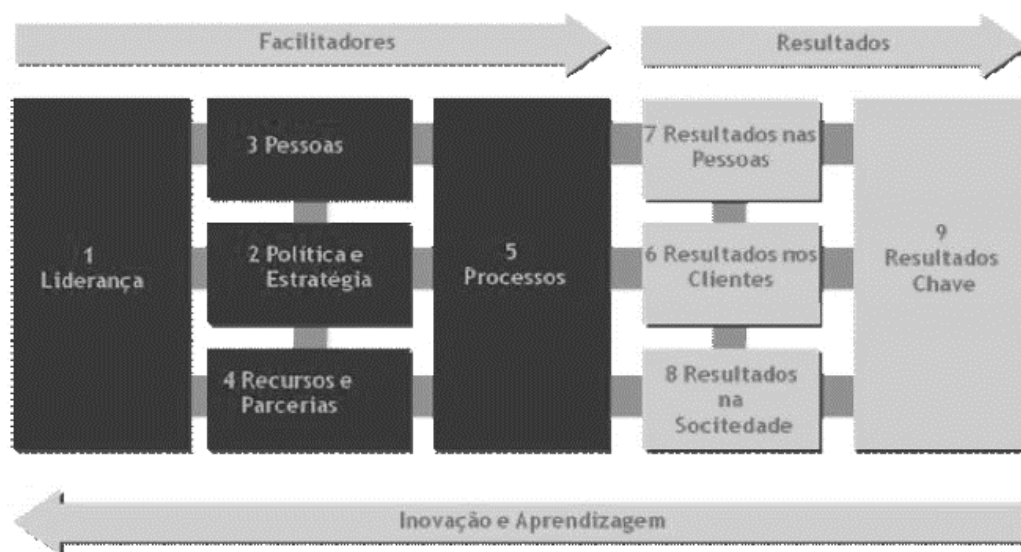 Facilitadores
Resultados
1
Liderança
3 Pessoas
2 Política e
Estratégia
4 Recursos e
Parcerias
5
Processos
7 Resultados nas
Pessoas
6 Resultados nos
Clientes
8 Resultados
na
Socitedade
9
Resultados
Chave
Inovação e Aprendizagem